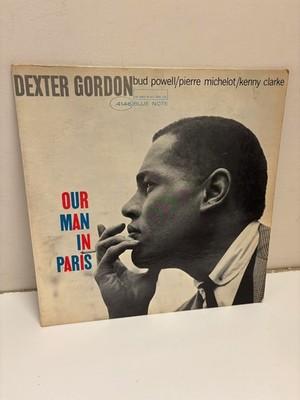 DEXTER GORDON bud powell/pierre michelot/kenny clarke
4146 BLUE NOTE
OUR
MAN
IN
PARIS